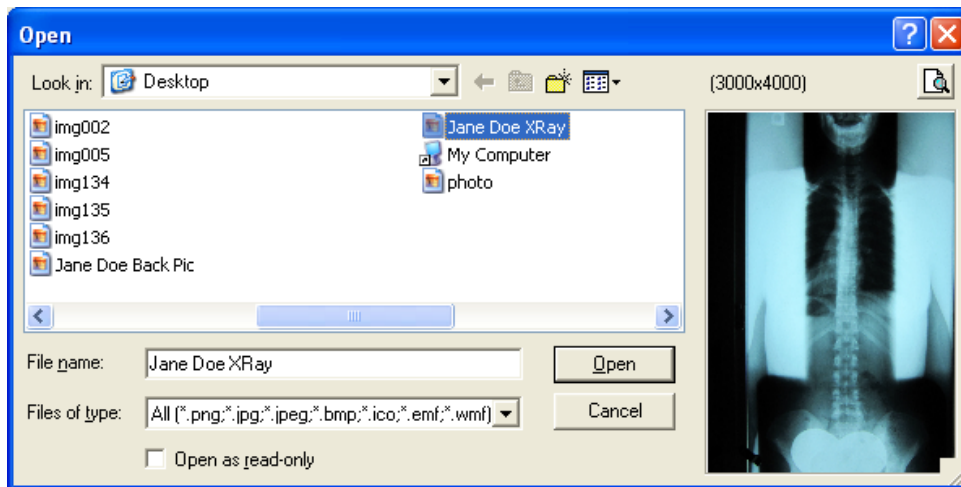 Open
Look in: Desktop
(3000x4000)
img002
img005
img134
img135
img136
Jane Doe Back Pic
Jane Doe XRay
My Computer
photo
File name: Jane Doe XRay
Open
Files of type: All (*.png;*.jpg;*.jpeg;*.bmp;*.ico;*.emf;*.wmf)
Cancel
Open as read-only